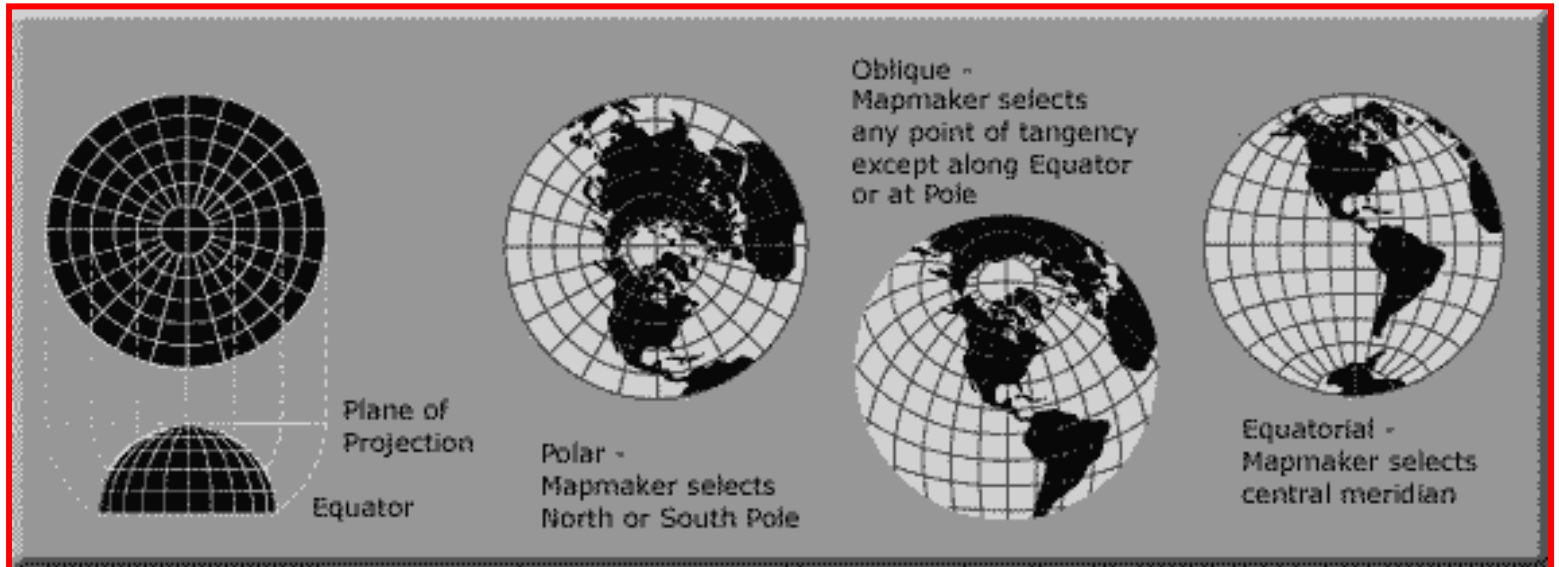 Plane of
Projection
Equator
Polar -
Mapmaker selects
North or South Pole
Oblique -
Mapmaker selects
any point of tangency
except along Equator
or at Pole
Equatorial -
Mapmaker selects
central meridian